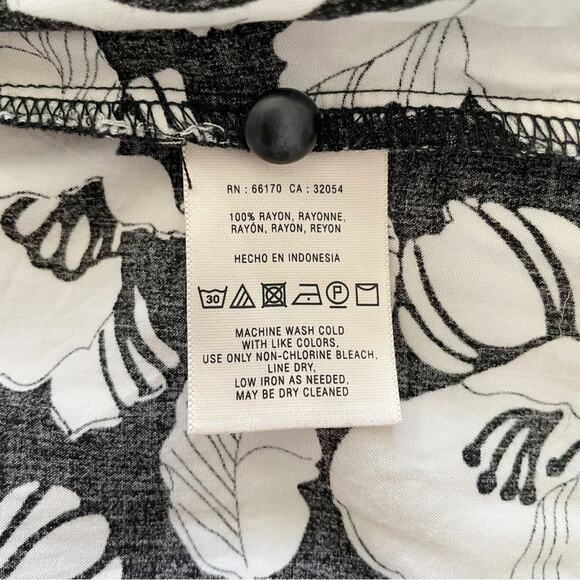 RN : 66170 CA : 32054
100% RAYON, RAYONNE,
RAYÓN, RAYON, REYON
HECHO EN INDONESIA
30 P
MACHINE WASH COLD
WITH LIKE COLORS,
USE ONLY NON-CHLORINE BLEACH,
LINE DRY,
LOW IRON AS NEEDED,
MAY BE DRY CLEANED